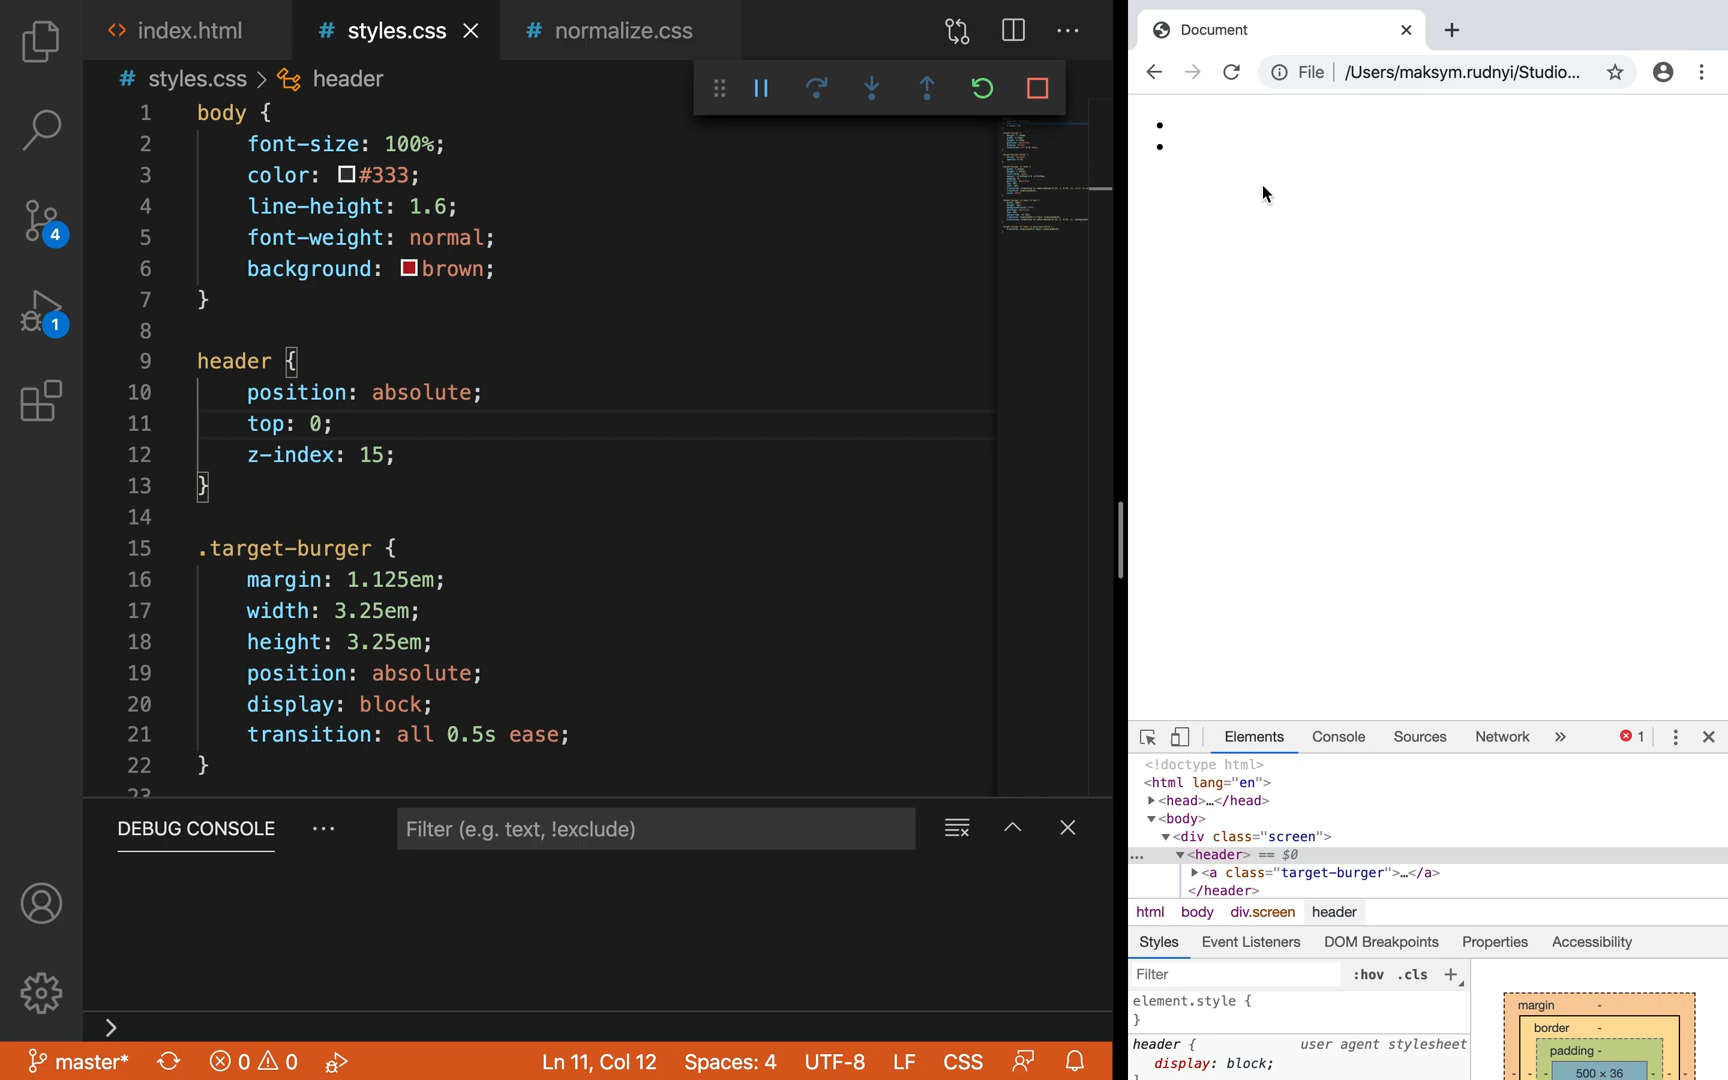 index.html
styles.css
normalize.css
styles.css
header
1 body {
2 font-size: 100%;
3 color: #333;
4 line-height: 1.6;
5 font-weight: normal;
6 background: brown;
7 }
8
9 header {
10 position: absolute;
11 top: 0;
12 z-index: 15;
13 }
14
15 .target-burger {
16 margin: 1.125em;
17 width: 3.25em;
18 height: 3.25em;
19 position: absolute;
20 display: block;
21 transition: all 0.5s ease;
22 }
23
4
1
DEBUG CONSOLE
Filter (e.g. text, !exclude)
master*
0 0
Ln 11, Col 12
Spaces: 4
UTF-8
LF
CSS
Document
File
/Users/maksym.rudnyi/Studio...
Elements
Console
Sources
Network
1
<!doctype html>
<html lang="en">
<head>…</head>
<body>
<div class="screen">
<header> == $0
<a class="target-burger">…</a>
</header>
html body div.screen header
Styles
Event Listeners
DOM Breakpoints
Properties
Accessibility
Filter
:hov .cls
element.style {
}
header {
user agent stylesheet
display: block;
margin -
border -
padding -
500 × 36